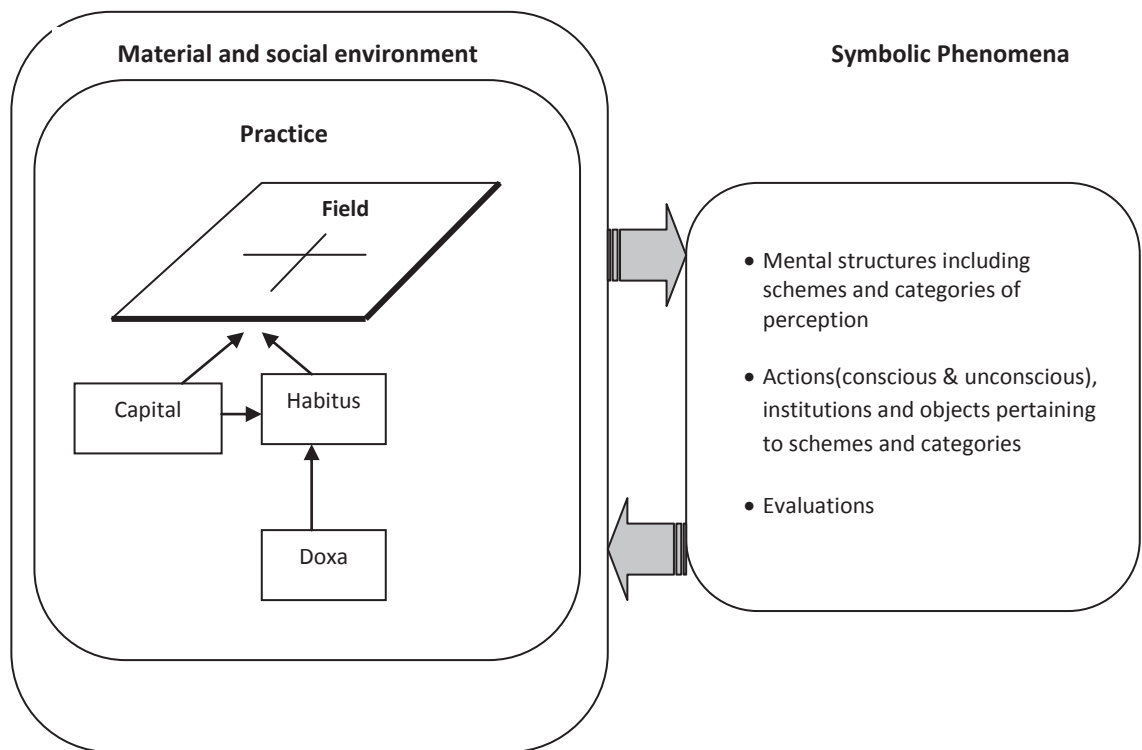 Material and social environment
Symbolic Phenomena
Practice
Field
Capital
Habitus
Doxa
• Mental structures including
schemes and categories of
perception
• Actions(conscious & unconscious),
institutions and objects pertaining
to schemes and categories
• Evaluations